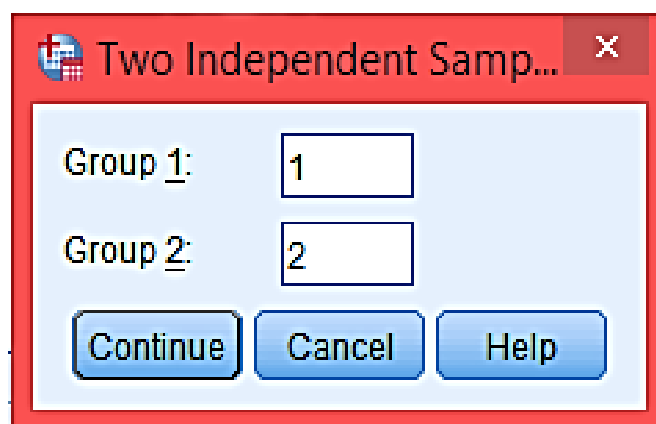 Two Independent Samp...
Group 1: 1
Group 2: 2
Continue Cancel Help